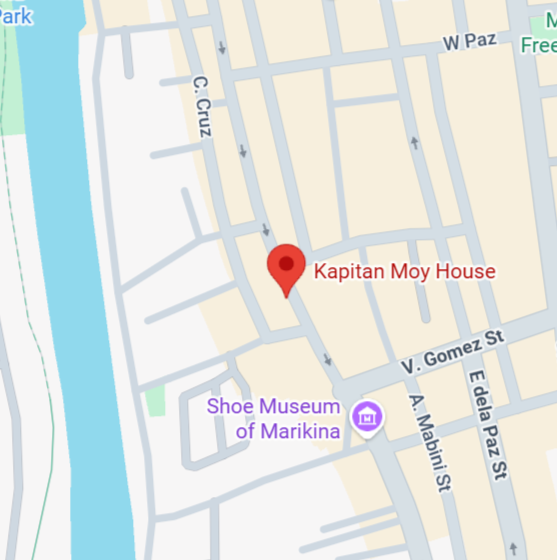 Park
W Paz
M
Free
C. Cruz
Kapitan Moy House
V. Gomez St
Shoe Museum
of Marikina
A. Mabini St
E dela Paz St